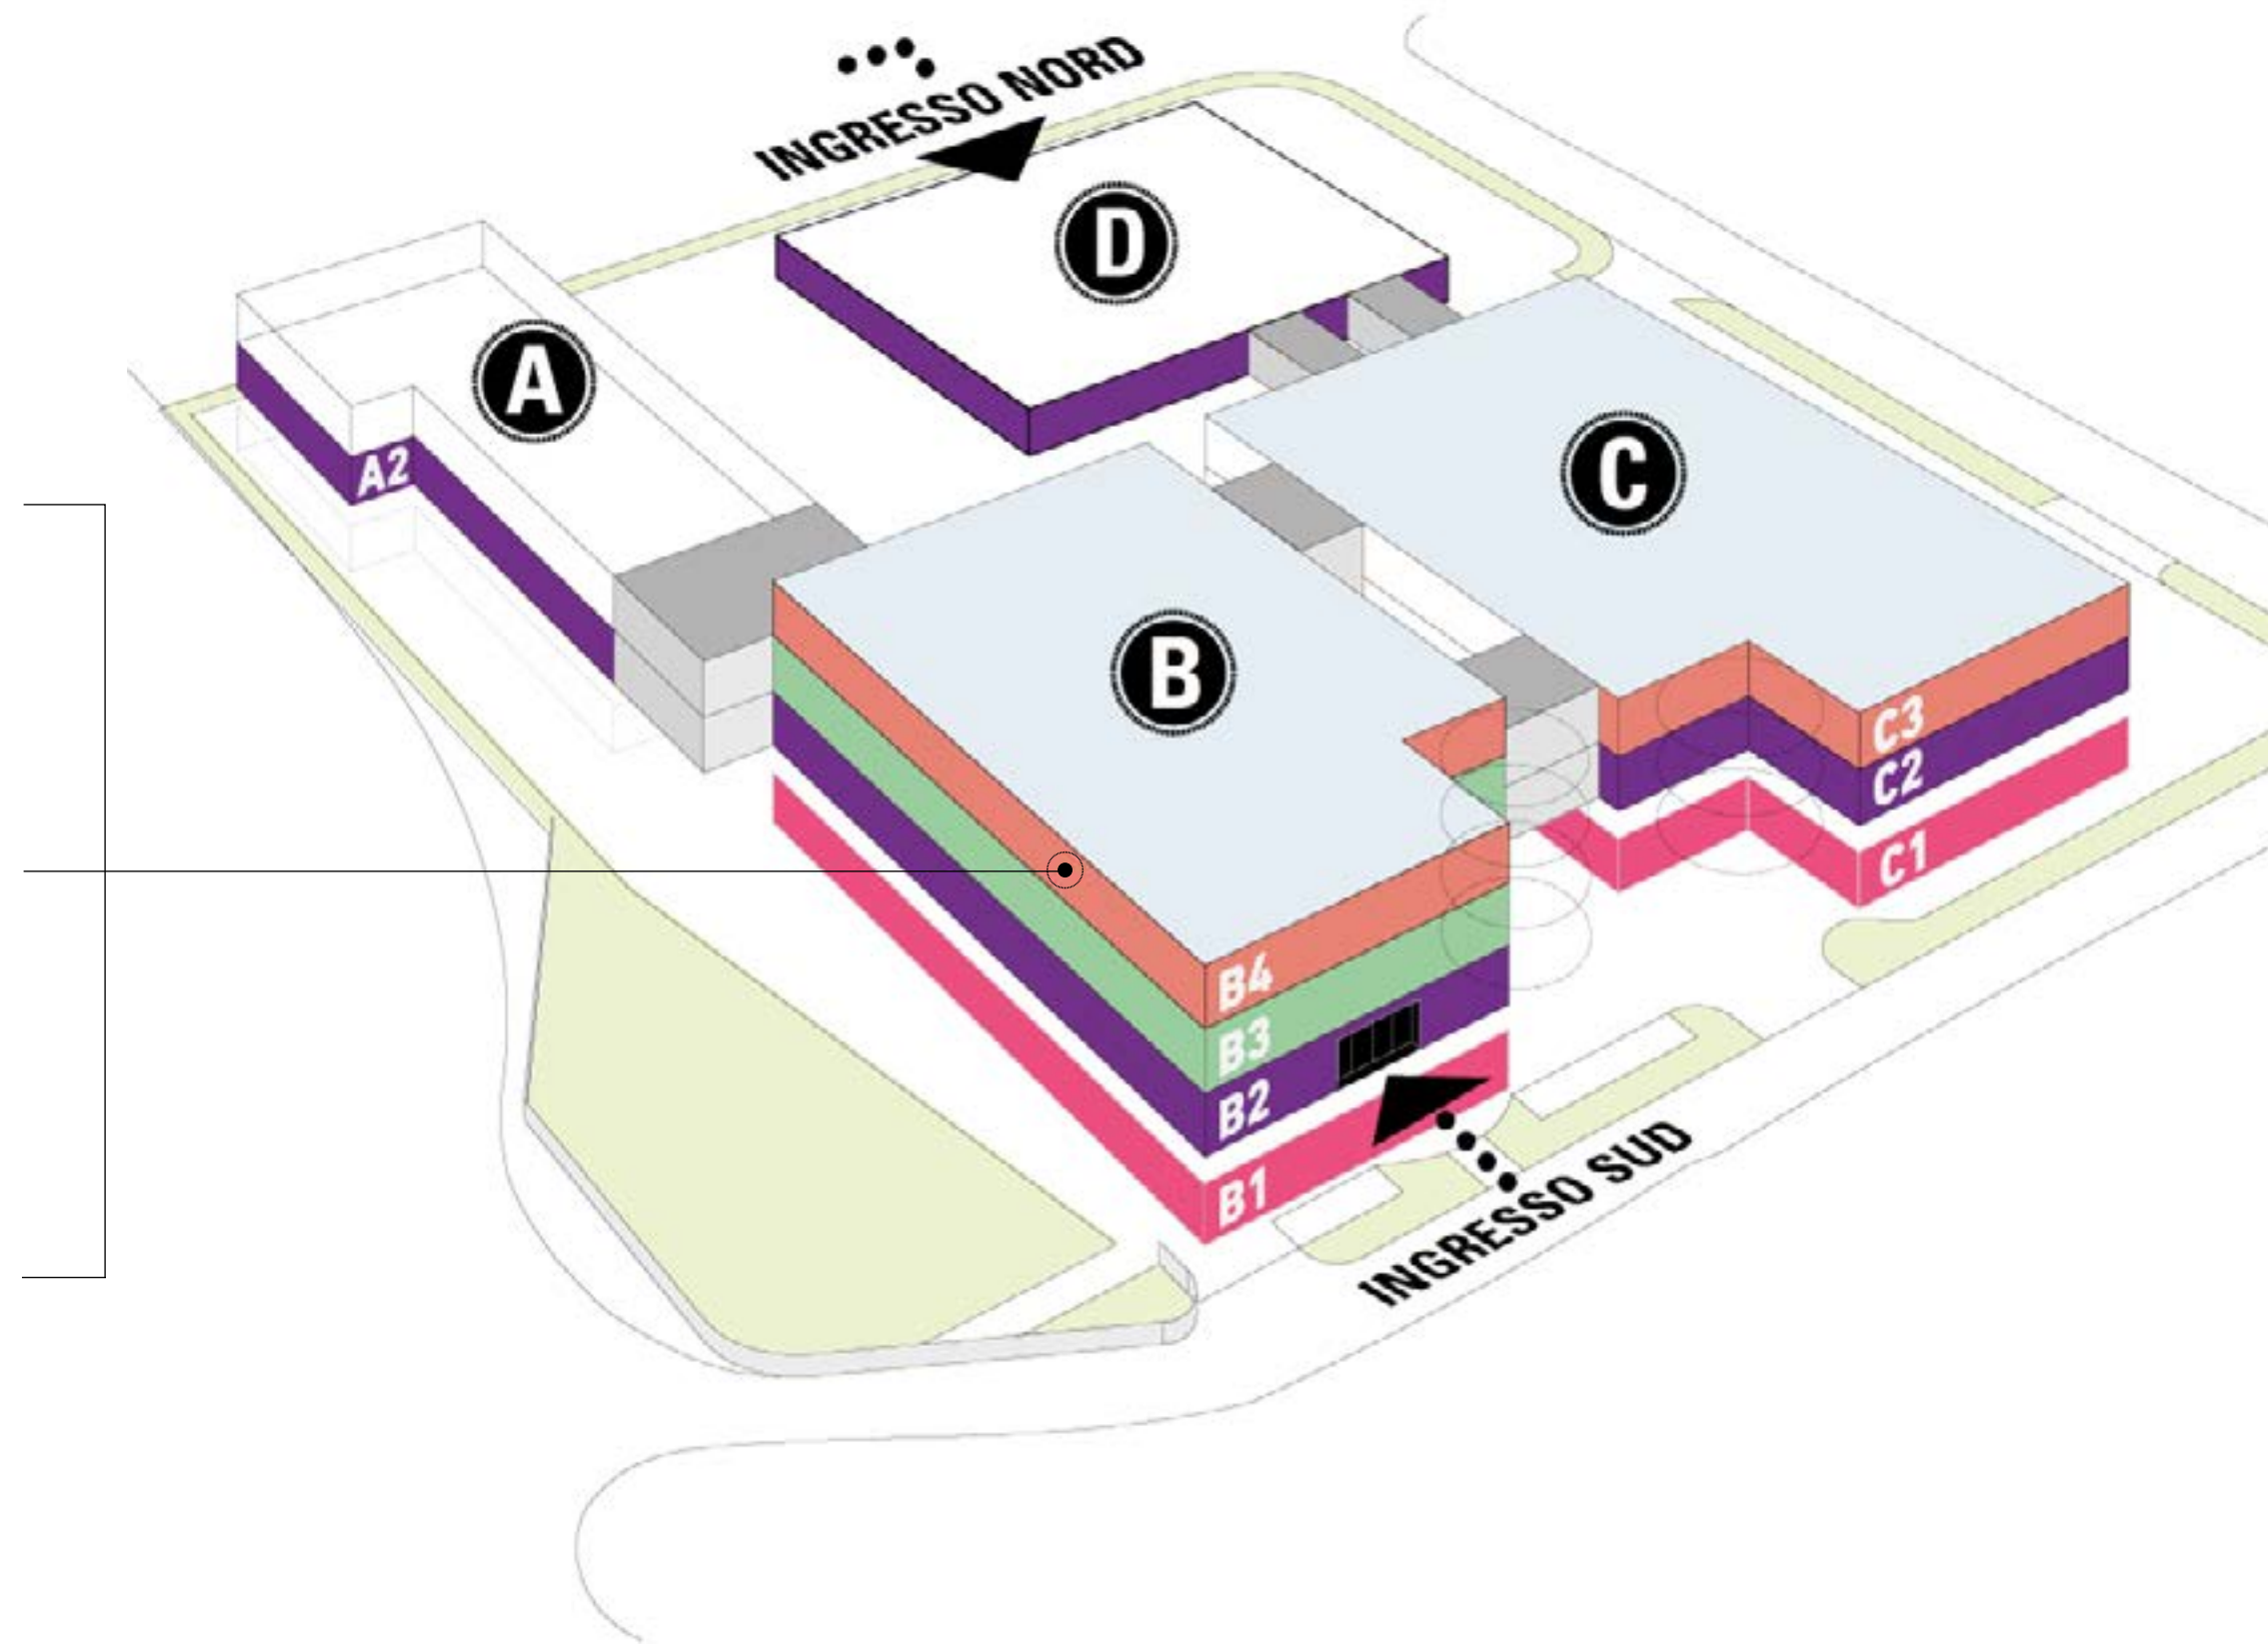 INGRESSO NORD
D
A
A2
C
B
C3
C2
C1
B4
B3
B2
B1
INGRESSO SUD